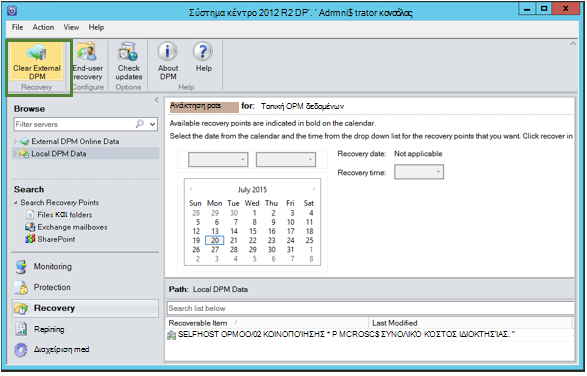 Σύστημα κέντρο 2012 R2 DP'. ' Admni$ trator κονσόλας
File Action View Help
Clear External DPM
End-user recovery
Check updates
About DPM
Help
Recovery
Configure
Options
Help
Browse
Filter servers
External DPM Online Data
Local DPM Data
Search
Search Recovery Points
Files και folders
Exchange mailboxes
SharePoint
Monitoring
Protection
Recovery
Repining
Διαχείριση med
Ανάκτηση pots for: Τοπική OPM δεδομένων
Available recovery points are indicated in bold on the calendar.
Select the date from the calendar and the time from the drop down list for the recovery points that you want. Click recover in
Recovery date: Not applicable
Recovery time:
July 2015
Sun Mon Tue Wed Thu Fri Sat
28 29 30 1 2 3 4
5 6 7 8 9 10 11
12 13 14 15 16 17 18
19 20 21 22 23 24 25
26 27 28 29 30 31 1
2 3 4 5 6 7 8
Path: Local DPM Data
Search list below
Recoverable Item / Last Modified
SELFHOST OPMOO/02 ΚΟΙΝΟΠΟΊΗΣΗΣ * P MCROSC$ ΣΥΝΟΛΙΚΌ ΚΌΣΤΟΣ ΙΔΙΟΚΤΗΣΊΑΣ. "